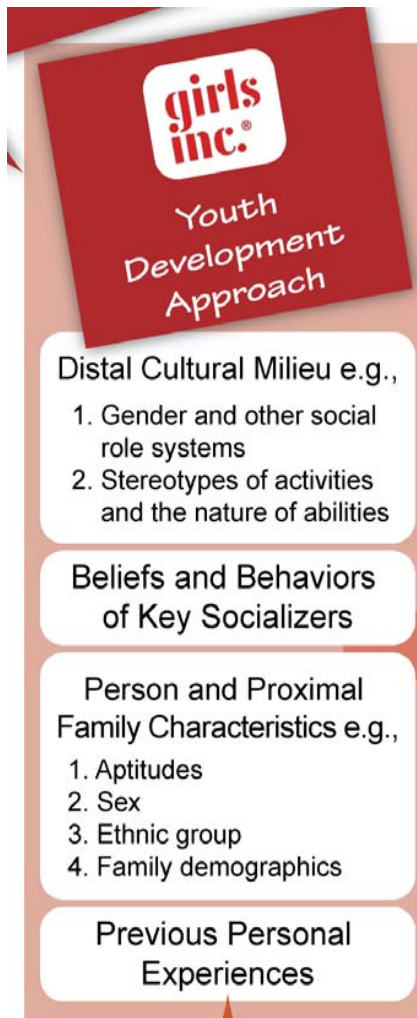 girls
inc.®
Youth
Development
Approach
Distal Cultural Milieu e.g.,
1. Gender and other social
role systems
2. Stereotypes of activities
and the nature of abilities
Beliefs and Behaviors
of Key Socializers
Person and Proximal
Family Characteristics e.g.,
1. Aptitudes
2. Sex
3. Ethnic group
4. Family demographics
Previous Personal
Experiences